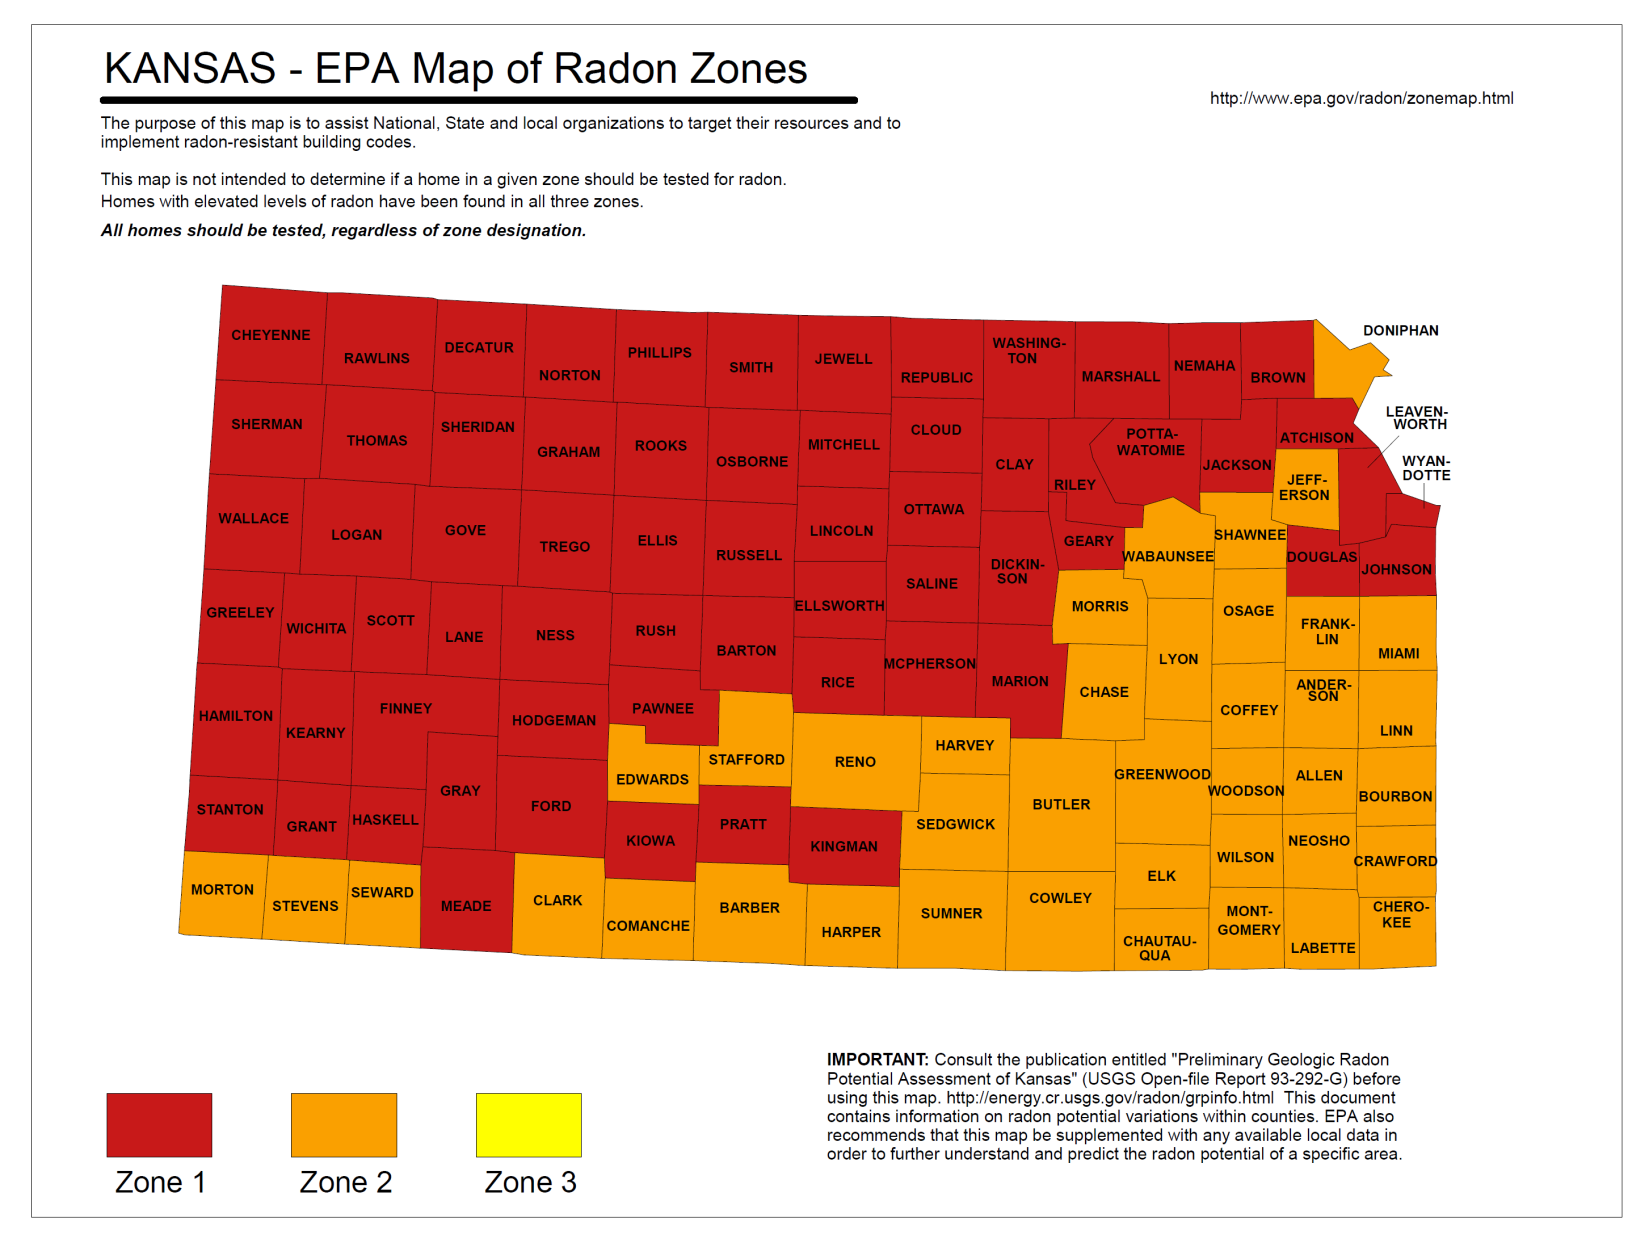 KANSAS - EPA Map of Radon Zones
http://www.epa.gov/radon/zonemap.html
The purpose of this map is to assist National, State and local organizations to target their resources and to
implement radon-resistant building codes.
This map is not intended to determine if a home in a given zone should be tested for radon.
Homes with elevated levels of radon have been found in all three zones.
All homes should be tested, regardless of zone designation.
CHEYENNE
RAWLINS
DECATUR
NORTON
PHILLIPS
SMITH
JEWELL
REPUBLIC
WASHING-
TON
MARSHALL
NEMAHA
BROWN
DONIPHAN
SHERMAN
THOMAS
SHERIDAN
GRAHAM
ROOKS
OSBORNE
MITCHELL
CLOUD
CLAY
RILEY
POTTA-
WATOMIE
JACKSON
ATCHISON
LEAVEN-
WORTH
WYAN-
DOTTE
JEFF-
ERSON
WALLACE
LOGAN
GOVE
TREGO
ELLIS
RUSSELL
LINCOLN
OTTAWA
SALINE
DICKIN-
SON
GEARY
WABAUNSEE
SHAWNEE
DOUGLAS
JOHNSON
GREELEY
WICHITA
SCOTT
LANE
NESS
RUSH
BARTON
ELLSWORTH
RICE
MCPHERSON
MARION
MORRIS
CHASE
LYON
OSAGE
FRANK-
LIN
MIAMI
HAMILTON
KEARNY
FINNEY
HODGEMAN
PAWNEE
STAFFORD
EDWARDS
RENO
HARVEY
COFFEY
ANDER-
SON
LINN
STANTON
GRANT
HASKELL
GRAY
FORD
KIOWA
PRATT
KINGMAN
SEDGWICK
BUTLER
GREENWOOD
WOODSON
ALLEN
BOURBON
WILSON
NEOSHO
CRAWFORD
ELK
MORTON
STEVENS
SEWARD
MEADE
CLARK
COMANCHE
BARBER
HARPER
SUMNER
COWLEY
CHAUTAU-
QUA
MONT-
GOMERY
LABETTE
CHERO-
KEE
IMPORTANT: Consult the publication entitled "Preliminary Geologic Radon
Potential Assessment of Kansas" (USGS Open-file Report 93-292-G) before
using this map. http://energy.cr.usgs.gov/radon/grpinfo.html This document
contains information on radon potential variations within counties. EPA also
recommends that this map be supplemented with any available local data in
order to further understand and predict the radon potential of a specific area.
Zone 1
Zone 2
Zone 3